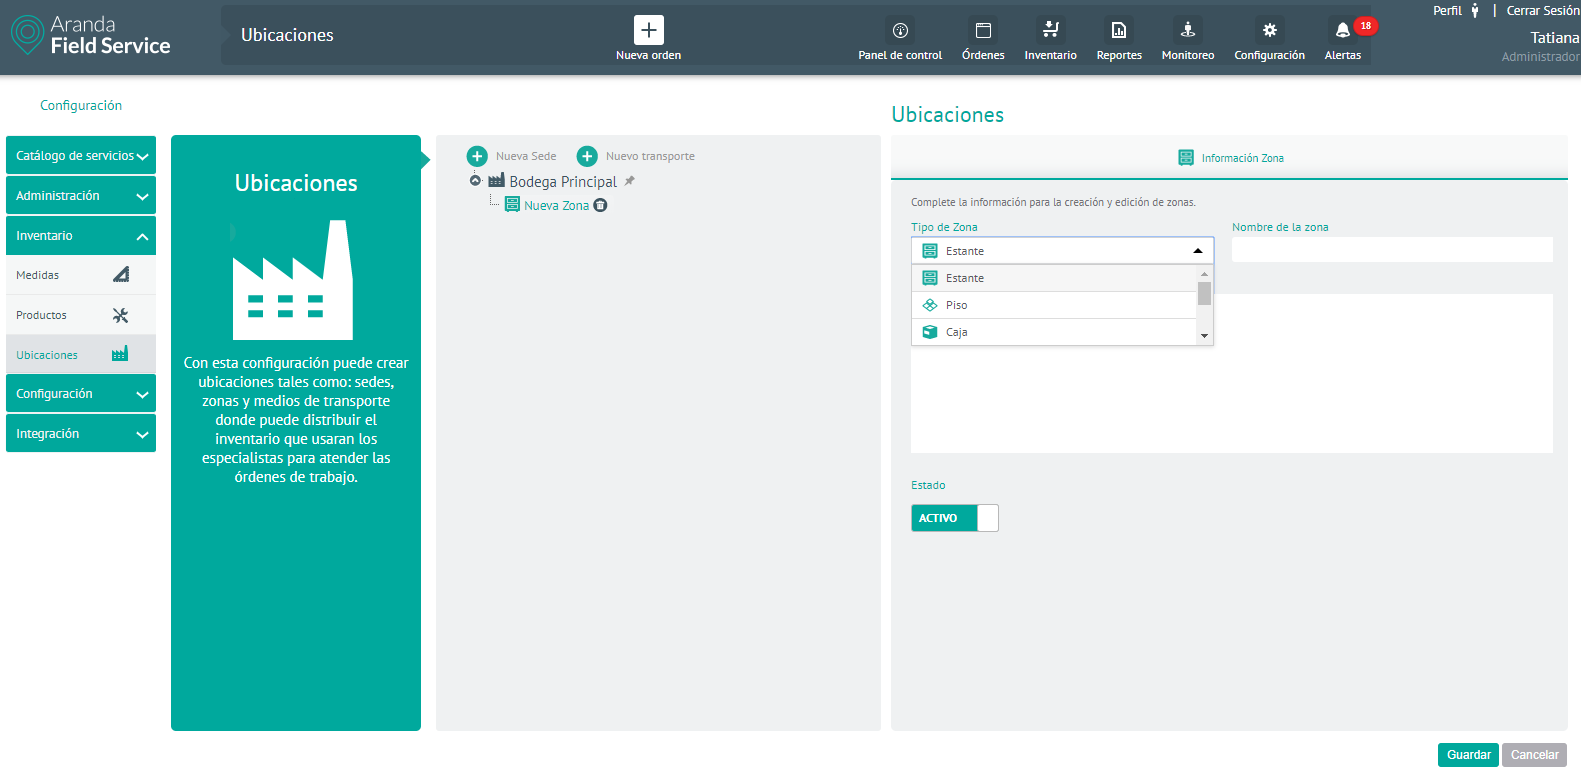 Aranda
Field Service
Ubicaciones
Nueva orden
Panel de control
Órdenes
Inventario
Reportes
Monitoreo
Configuración
Alertas
18
Perfil | Cerrar Sesión
Tatiana
Administrador
Configuración
Catálogo de servicios
Administración
Inventario
Medidas
Productos
Ubicaciones
Configuración
Integración
Ubicaciones
Con esta configuración puede crear
ubicaciones tales como: sedes,
zonas y medios de transporte
donde puede distribuir el
inventario que usaran los
especialistas para atender las
órdenes de trabajo.
Nueva Sede
Nuevo transporte
Bodega Principal
Nueva Zona
Ubicaciones
Información Zona
Complete la información para la creación y edición de zonas.
Tipo de Zona
Nombre de la zona
Estante
Estante
Piso
Caja
Estado
ACTIVO
Guardar
Cancelar